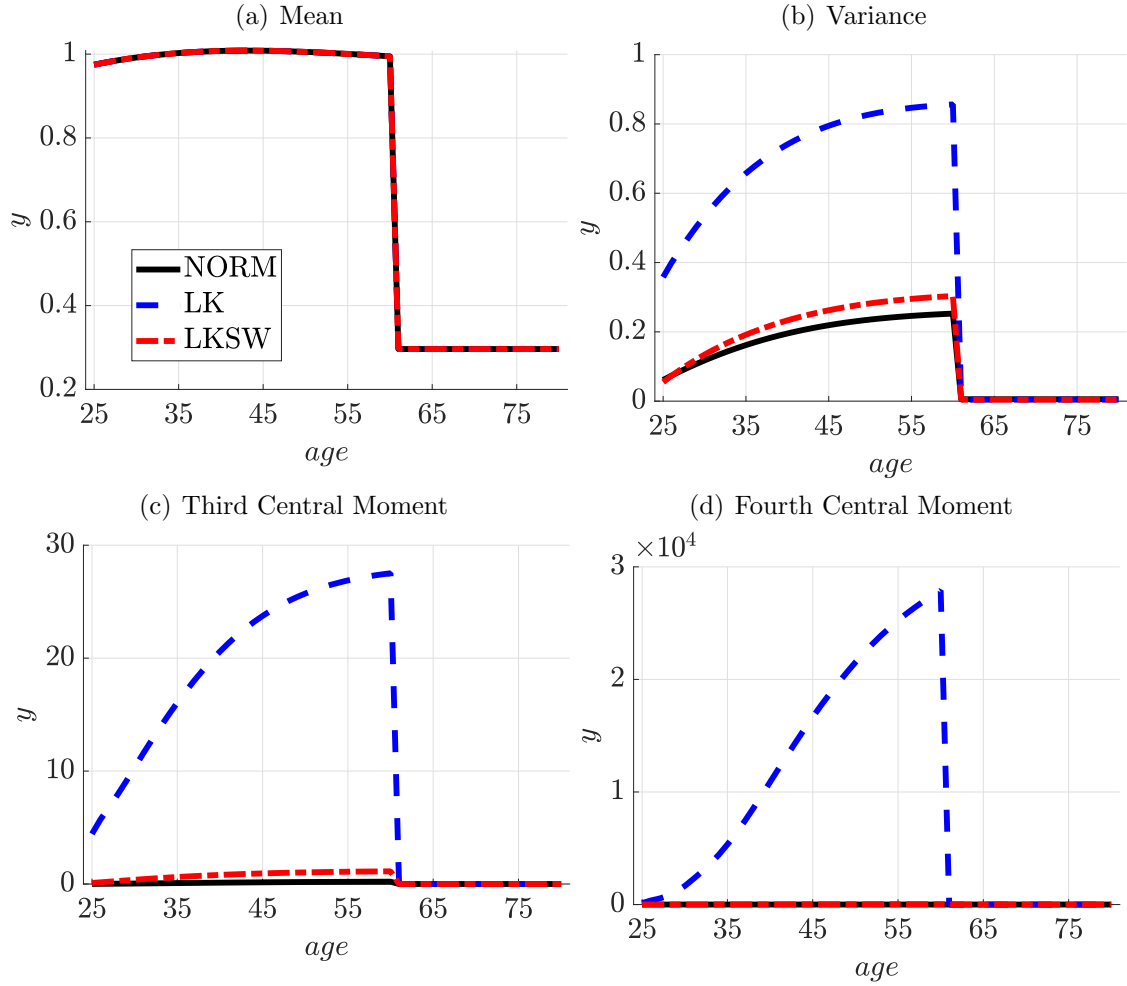 (a) Mean
1
0.8
0.6
0.4
0.2
y
NORM
LK
LKSW
25 35 45 55 65 75
age
(b) Variance
1
0.8
0.6
0.4
0.2
0
y
25 35 45 55 65 75
age
(c) Third Central Moment
30
20
10
0
y
25 35 45 55 65 75
age
(d) Fourth Central Moment
×10⁴
3
2
1
0
y
25 35 45 55 65 75
age